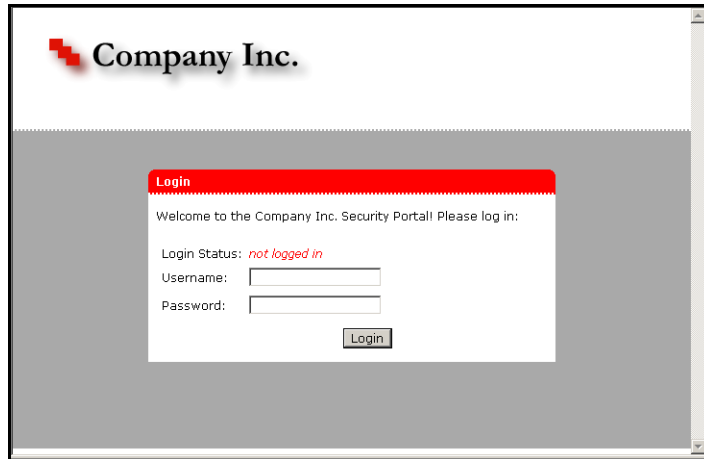 Company Inc.
Login
Welcome to the Company Inc. Security Portal! Please log in:
Login Status: not logged in
Username:
Password:
Login